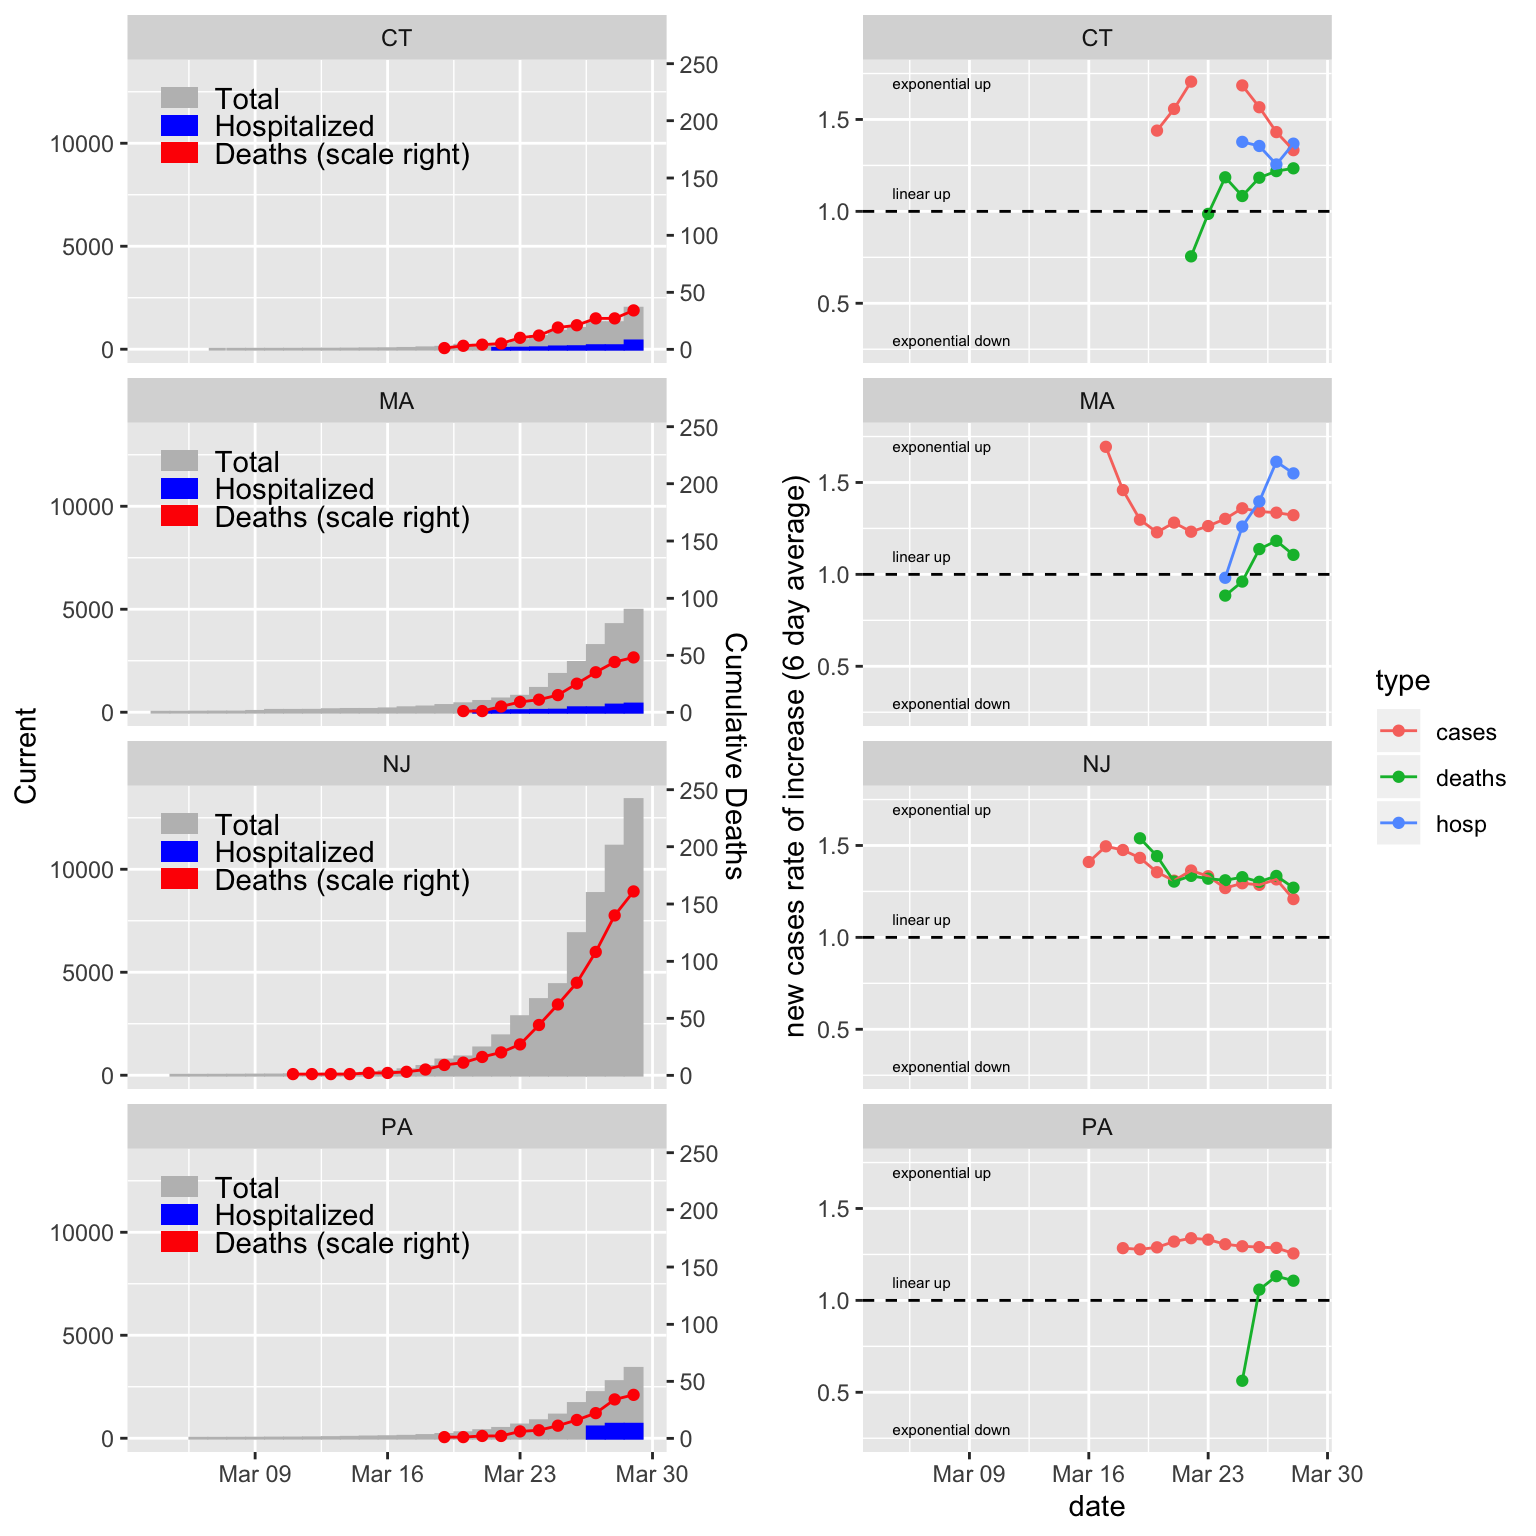 CT
Total
Hospitalized
Deaths (scale right)
10000
5000
0
250
200
150
100
50
0
MA
Total
Hospitalized
Deaths (scale right)
10000
5000
0
250
200
150
100
50
0
NJ
Total
Hospitalized
Deaths (scale right)
10000
5000
0
250
200
150
100
50
0
PA
Total
Hospitalized
Deaths (scale right)
10000
5000
0
250
200
150
100
50
0
Mar 09
Mar 16
Mar 23
Mar 30
Current
Cumulative Deaths
CT
exponential up
linear up
exponential down
1.5
1.0
0.5
MA
exponential up
linear up
exponential down
1.5
1.0
0.5
NJ
exponential up
linear up
exponential down
1.5
1.0
0.5
PA
exponential up
linear up
exponential down
1.5
1.0
0.5
Mar 09
Mar 16
Mar 23
Mar 30
date
new cases rate of increase (6 day average)
type
cases
deaths
hosp